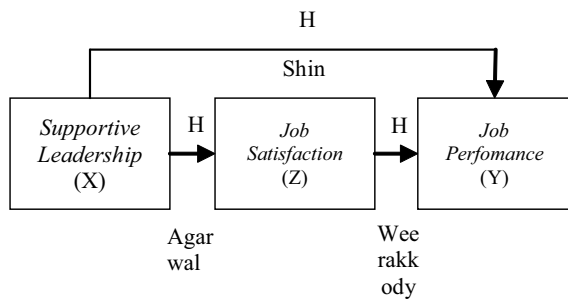 H
Shin
Supportive
Leadership
(X)
H
Job
Satisfaction
(Z)
H
Job
Perfomance
(Y)
Agar
wal
Wee
rakk
ody